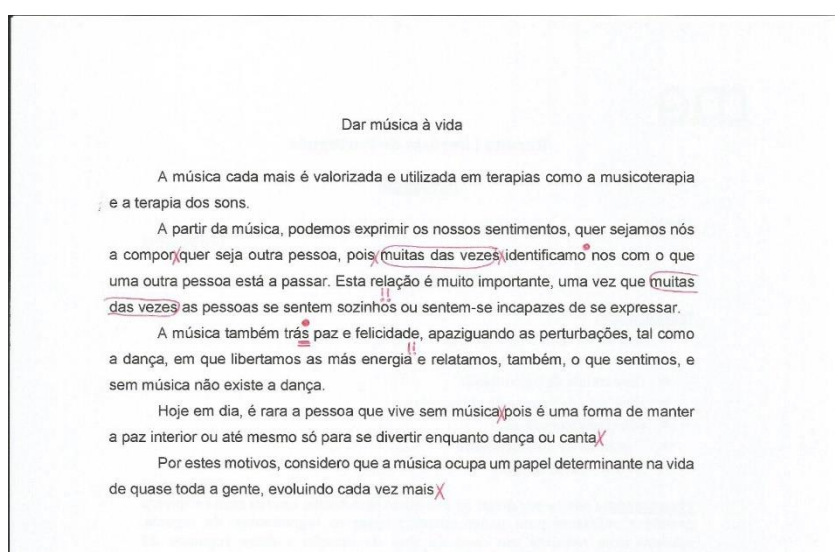 Dar música à vida
A música cada mais é valorizada e utilizada em terapias como a musicoterapia
e a terapia dos sons.
A partir da música, podemos exprimir os nossos sentimentos, quer sejamos nós
a compor quer seja outra pessoa, pois muitas das vezes identificamo nos com o que
uma outra pessoa está a passar. Esta relação é muito importante, uma vez que muitas
das vezes as pessoas se sentem sozinhos ou sentem-se incapazes de se expressar.
A música também trás paz e felicidade, apaziguando as perturbações, tal como
a dança, em que libertamos as más energia e relatamos, também, o que sentimos, e
sem música não existe a dança.
Hoje em dia, é rara a pessoa que vive sem música pois é uma forma de manter
a paz interior ou até mesmo só para se divertir enquanto dança ou canta
Por estes motivos, considero que a música ocupa um papel determinante na vida
de quase toda a gente, evoluindo cada vez mais